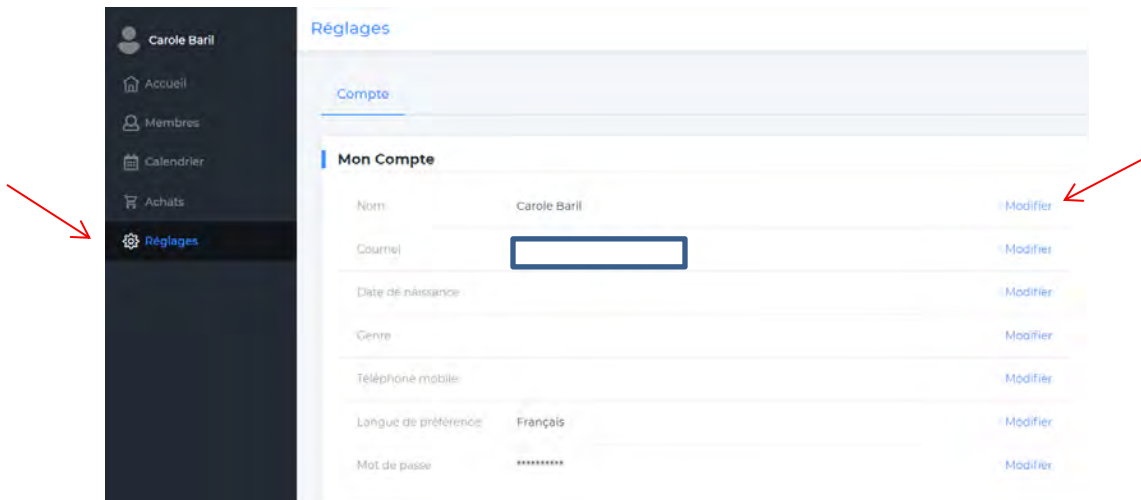 Carole Baril
Accueil
Membres
Calendrier
Achats
Réglages
Réglages
Compte
Mon Compte
Nom Carole Baril Modifier
Courriel Modifier
Date de naissance Modifier
Genre Modifier
Téléphone mobile Modifier
Langue de préférence Français Modifier
Mot de passe ********** Modifier